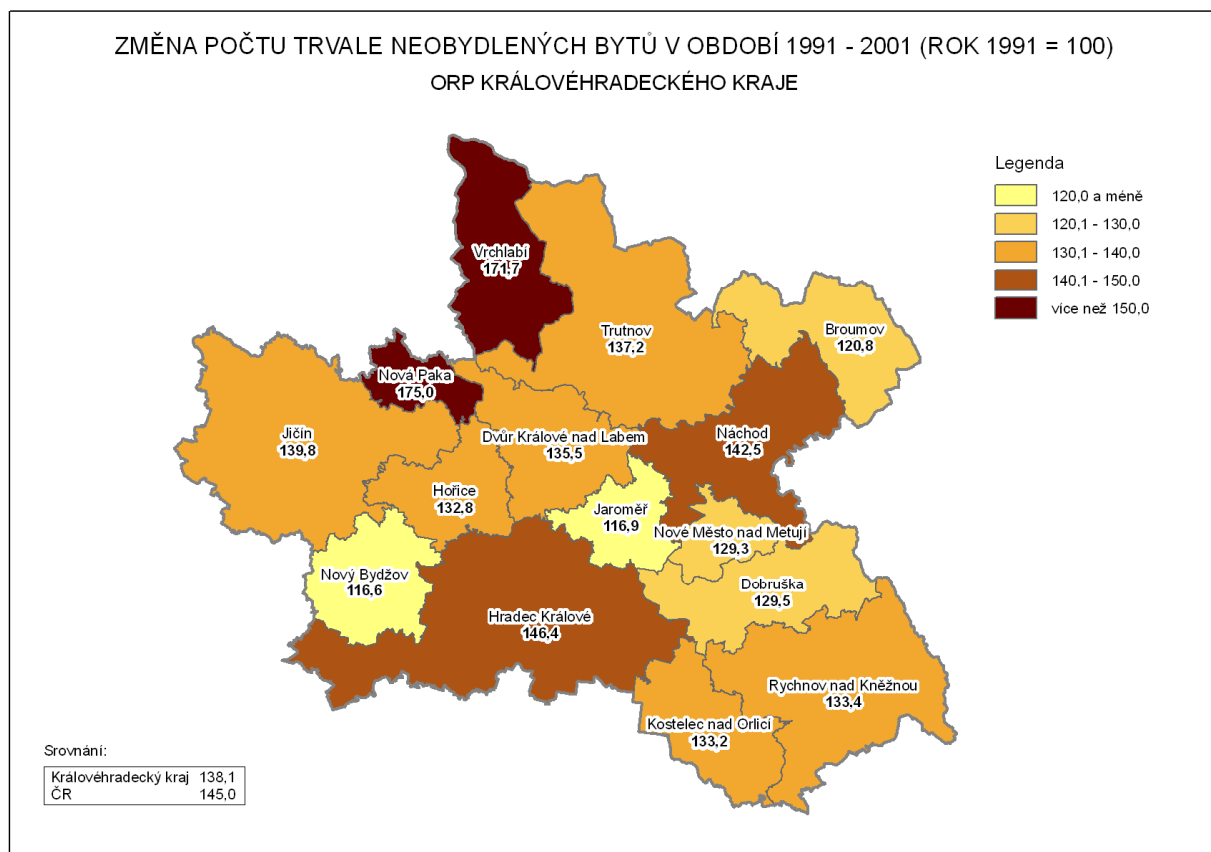 ZMĚNA POČTU TRVALE NEOBYDLENÝCH BYTŮ V OBDOBÍ 1991 - 2001 (ROK 1991 = 100)
ORP KRÁLOVÉHRADECKÉHO KRAJE
Legenda
120,0 a méně
120,1 - 130,0
130,1 - 140,0
140,1 - 150,0
více než 150,0
Vrchlabí
171,7
Trutnov
137,2
Broumov
120,8
Nová Paka
175,0
Jičín
139,8
Dvůr Králové nad Labem
135,5
Náchod
142,5
Hořice
132,8
Jaroměř
116,9
Nové Město nad Metují
129,3
Nový Bydžov
116,6
Dobruška
129,5
Hradec Králové
146,4
Rychnov nad Kněžnou
133,4
Kostelec nad Orlicí
133,2
Srovnání:
Královéhradecký kraj 138,1
ČR 145,0